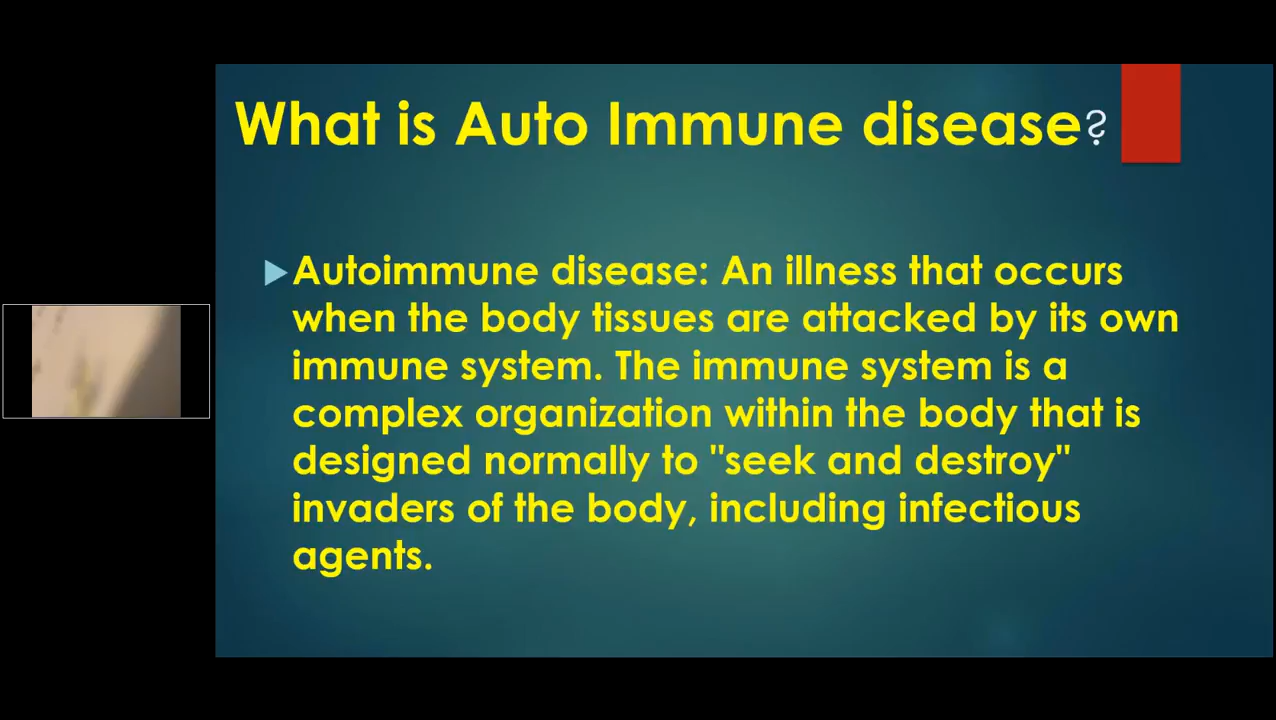 What is Auto Immune disease?
Autoimmune disease: An illness that occurs
when the body tissues are attacked by its own
immune system. The immune system is a
complex organization within the body that is
designed normally to "seek and destroy"
invaders of the body, including infectious
agents.